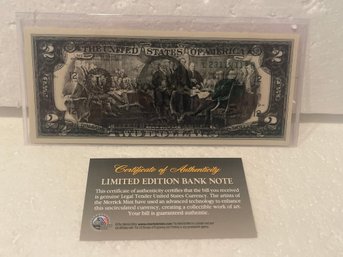 2 THE UNITED STATES OF AMERICA 2
2 TWO DOLLARS 2
Certificate of Authenticity
LIMITED EDITION BANK NOTE
This certificate of authenticity certifies that the bill you received is
genuine Legal Tender United States Currency. The artists of
the Merrick Mint have used an advanced technology to enhance
this uncirculated currency, creating a collectible work of art.
Your bill is guaranteed authentic.